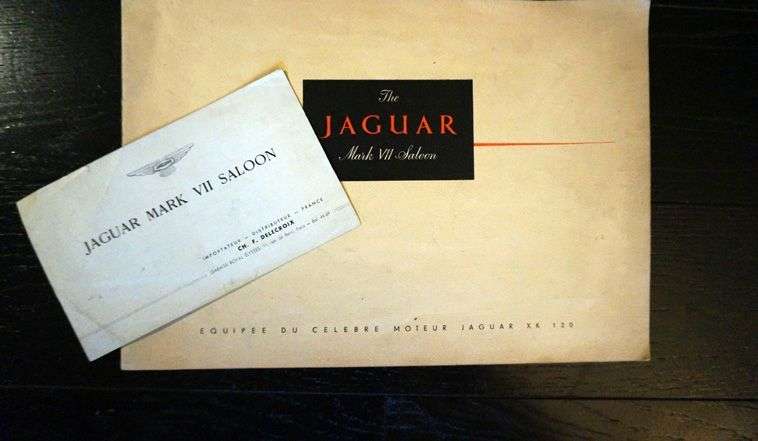 The
JAGUAR
Mark VII Saloon
EQUIPÉE DU CELEBRE MOTEUR JAGUAR XK 120
JAGUAR MARK VII SALOON
IMPORTATEUR — DISTRIBUTEUR — FRANCE
CH. F. DELECROIX